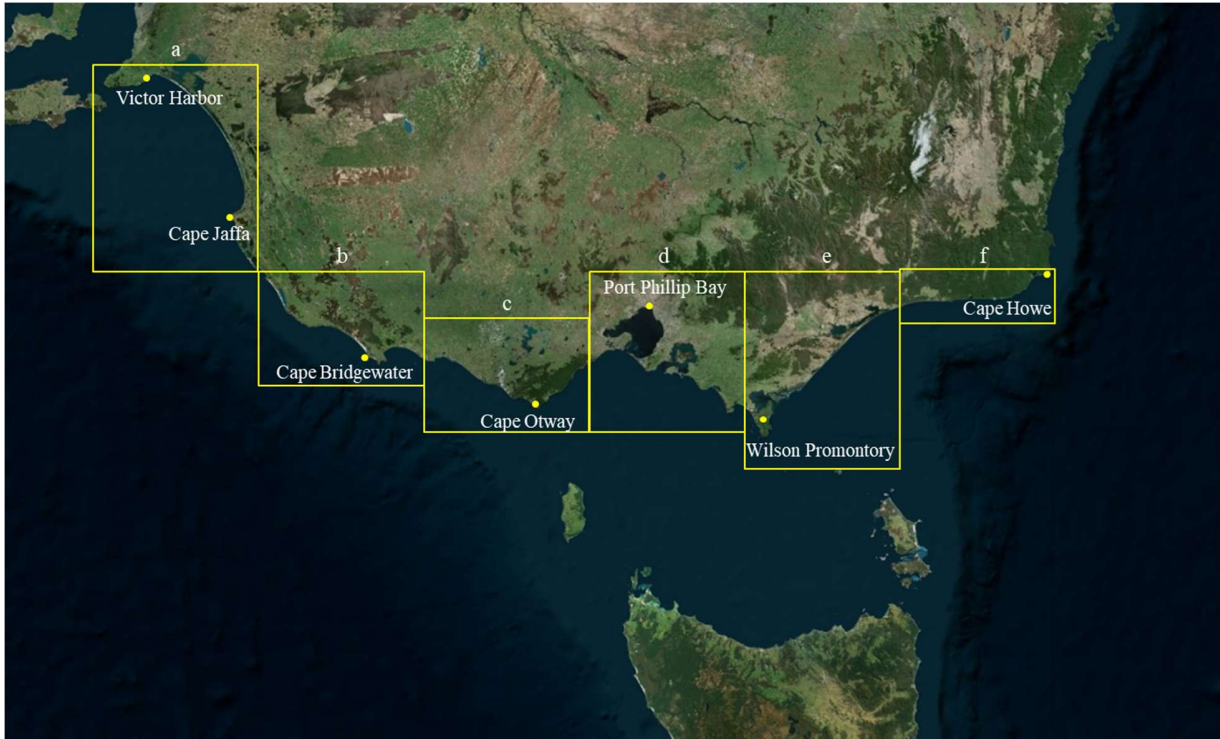 a
Victor Harbor
Cape Jaffa
b
c
d
e
f
Port Phillip Bay
Cape Howe
Cape Bridgewater
Cape Otway
Wilson Promontory